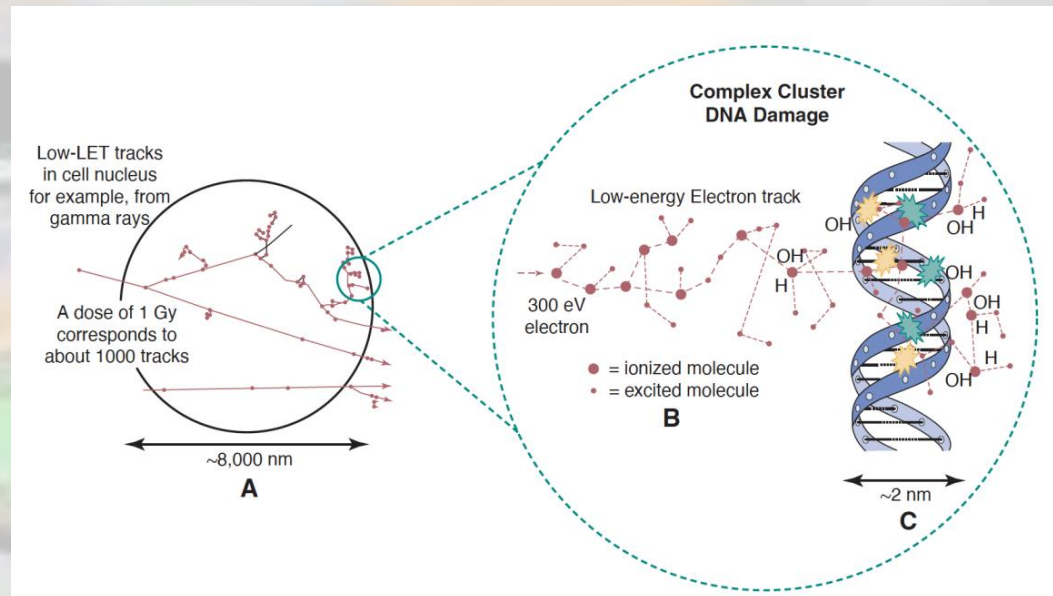 Low-LET tracks
in cell nucleus
for example, from
gamma rays
A dose of 1 Gy
corresponds to
about 1000 tracks
~8,000 nm
A
Complex Cluster
DNA Damage
Low-energy Electron track
300 eV
electron
OH
H
= ionized molecule
= excited molecule
B
OH
H
OH
OH
OH
H
H
OH
~2 nm
C